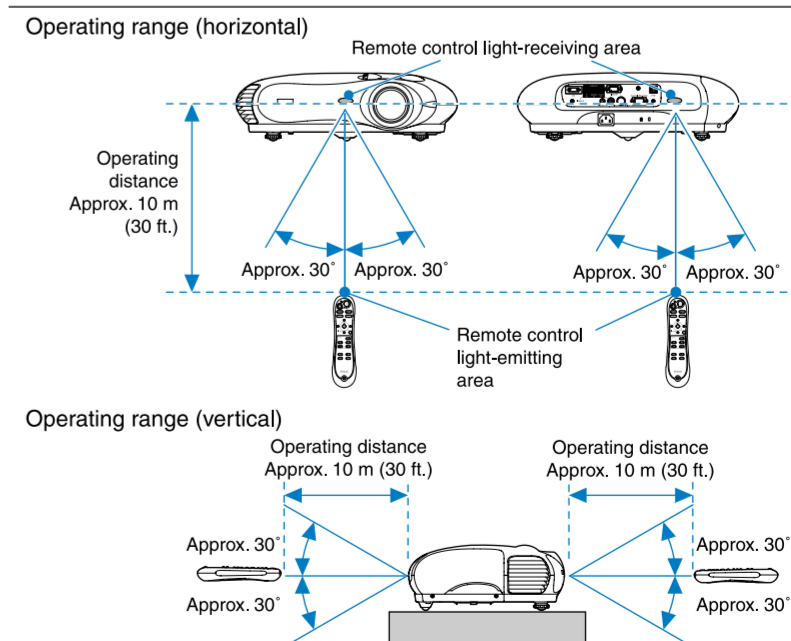 Operating range (horizontal)
Remote control light-receiving area
Operating
distance
Approx. 10 m
(30 ft.)
Approx. 30˚
Approx. 30˚
Approx. 30˚
Approx. 30˚
Remote control
light-emitting
area
Operating range (vertical)
Operating distance
Approx. 10 m (30 ft.)
Operating distance
Approx. 10 m (30 ft.)
Approx. 30˚
Approx. 30˚
Approx. 30˚
Approx. 30˚